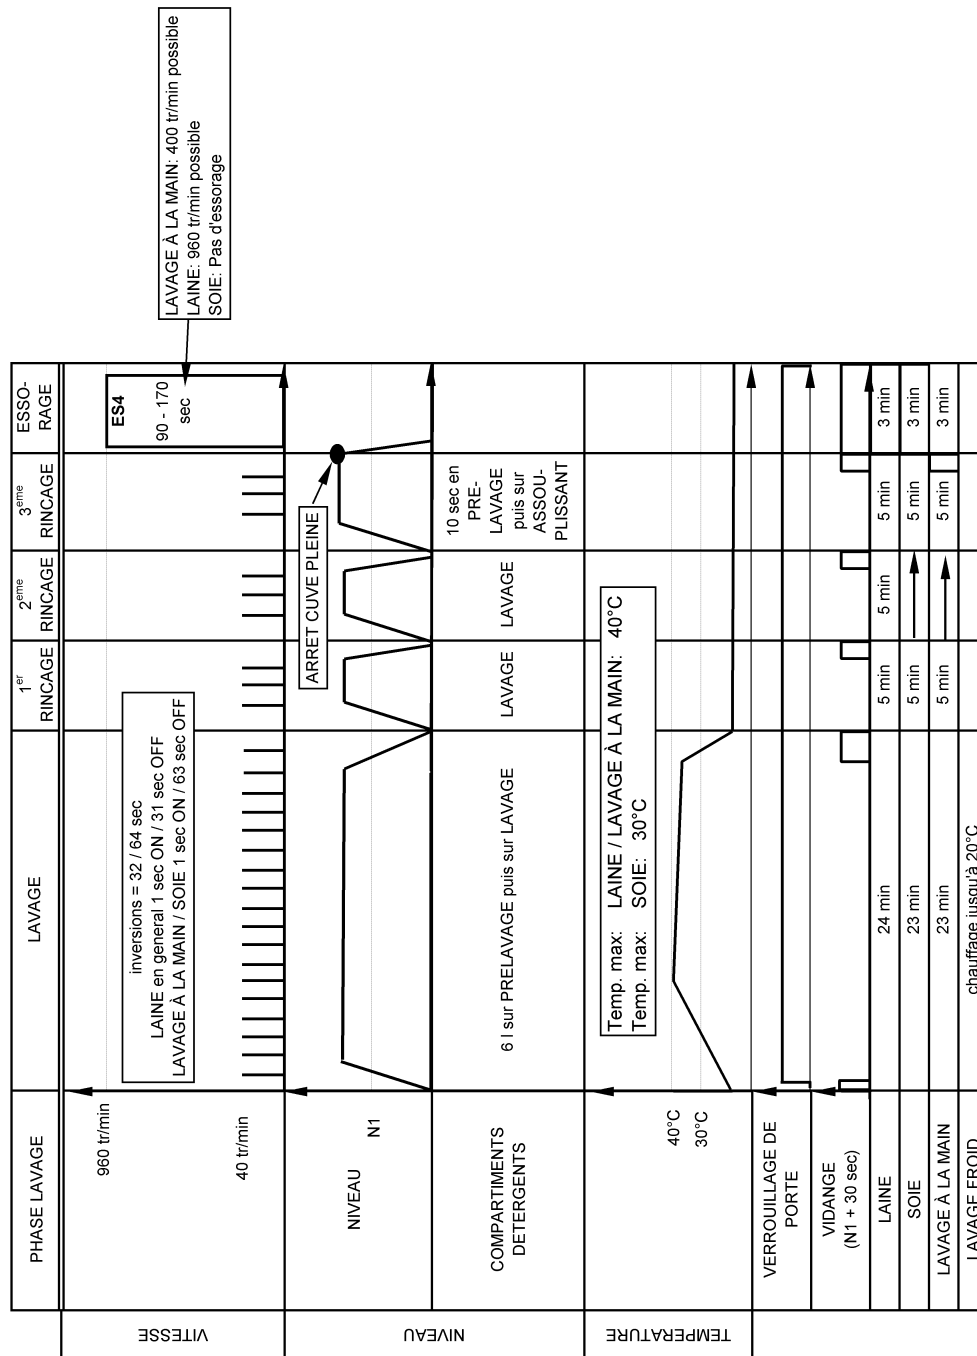 PHASE LAVAGE
LAVAGE
1er
RINCAGE
2eme
RINCAGE
3eme
RINCAGE
ESSO-
RAGE
VITESSE
960 tr/min
40 tr/min
inversions = 32 / 64 sec
LAINE en general 1 sec ON / 31 sec OFF
LAVAGE À LA MAIN / SOIE 1 sec ON / 63 sec OFF
ES4
90 - 170
sec
LAVAGE À LA MAIN: 400 tr/min possible
LAINE: 960 tr/min possible
SOIE: Pas d'essorage
NIVEAU
NIVEAU
N1
ARRET CUVE PLEINE
COMPARTIMENTS
DETERGENTS
6 l sur PRELAVAGE puis sur LAVAGE
LAVAGE
LAVAGE
10 sec en
PRE-
LAVAGE
puis sur
ASSOU-
PLISSANT
TEMPERATURE
40°C
30°C
Temp. max: LAINE / LAVAGE À LA MAIN: 40°C
Temp. max: SOIE: 30°C
VERROUILLAGE DE
PORTE
VIDANGE
(N1 + 30 sec)
LAINE 24 min 5 min 5 min 5 min 3 min
SOIE 23 min 5 min 5 min 3 min
LAVAGE À LA MAIN 23 min 5 min 5 min 3 min
LAVAGE FROID chauffage jusqu'à 20°C